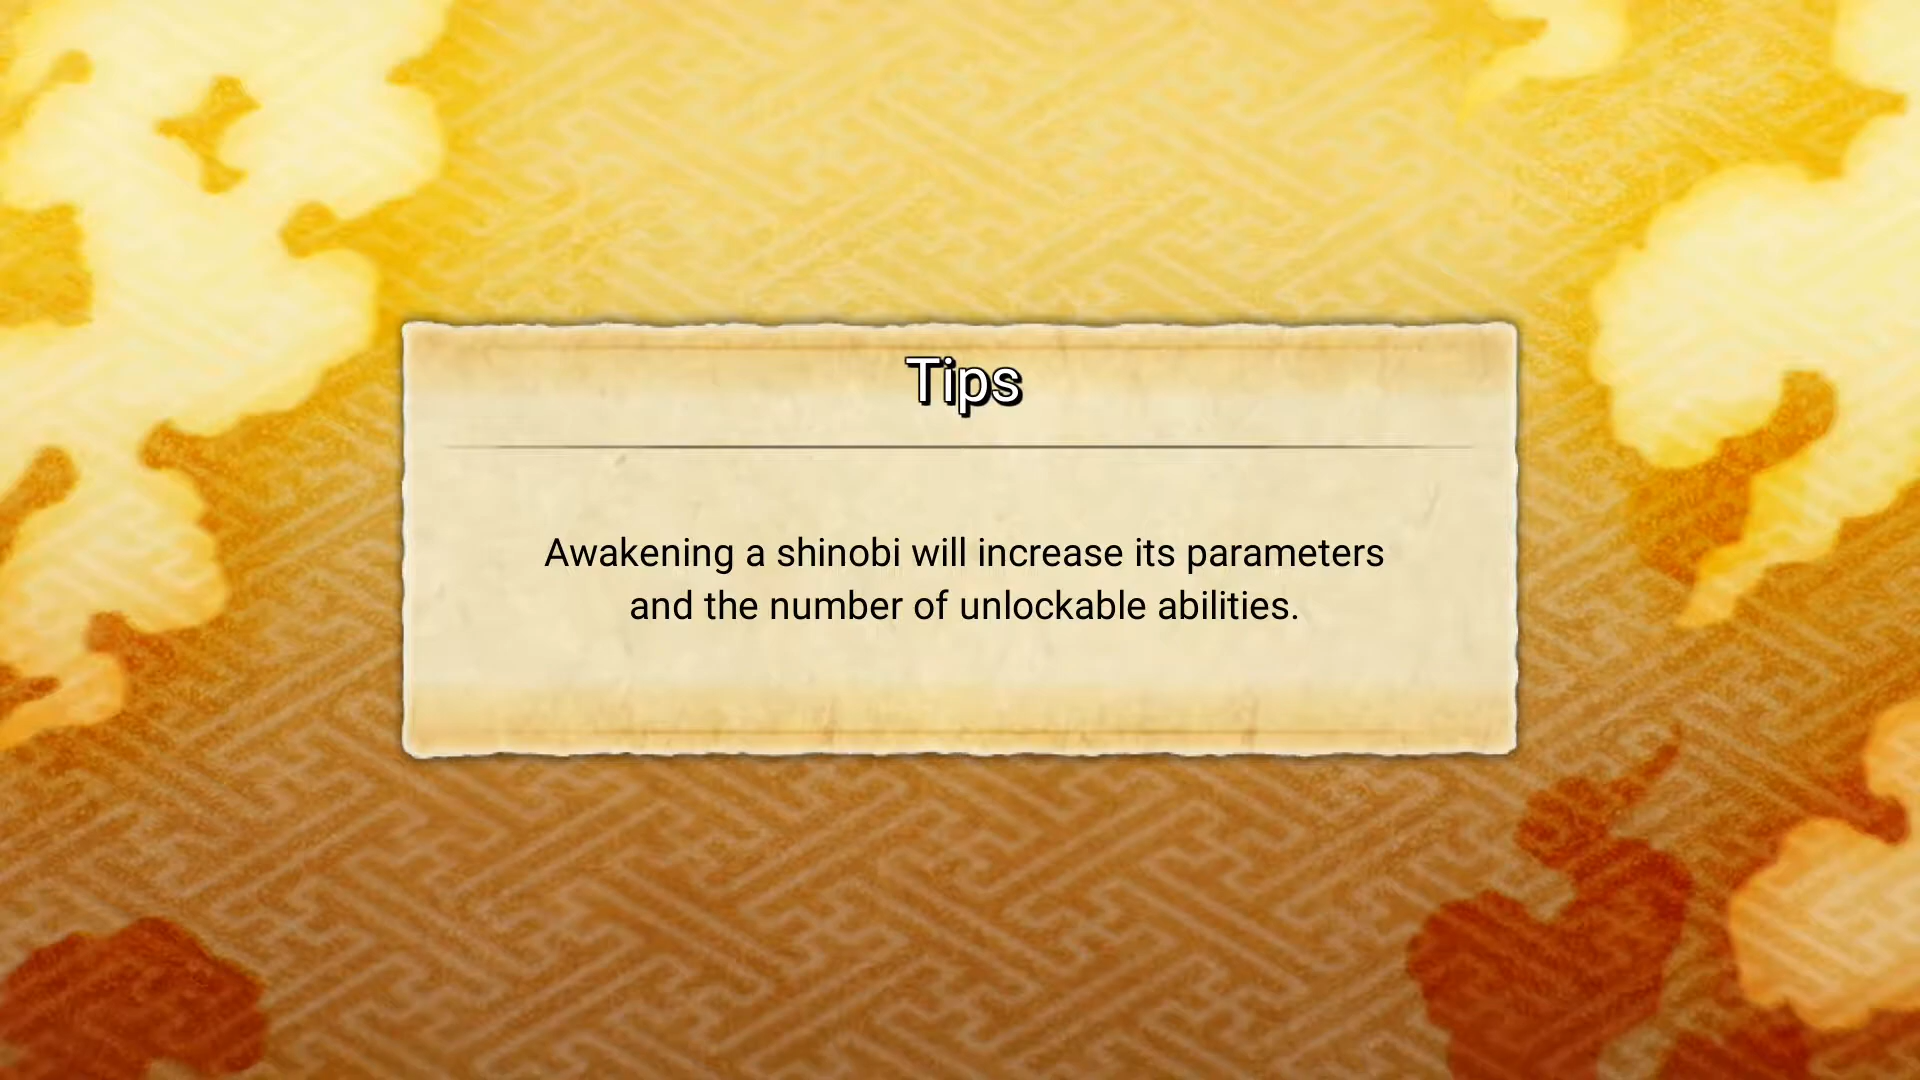 Tips
Awakening a shinobi will increase its parameters
and the number of unlockable abilities.